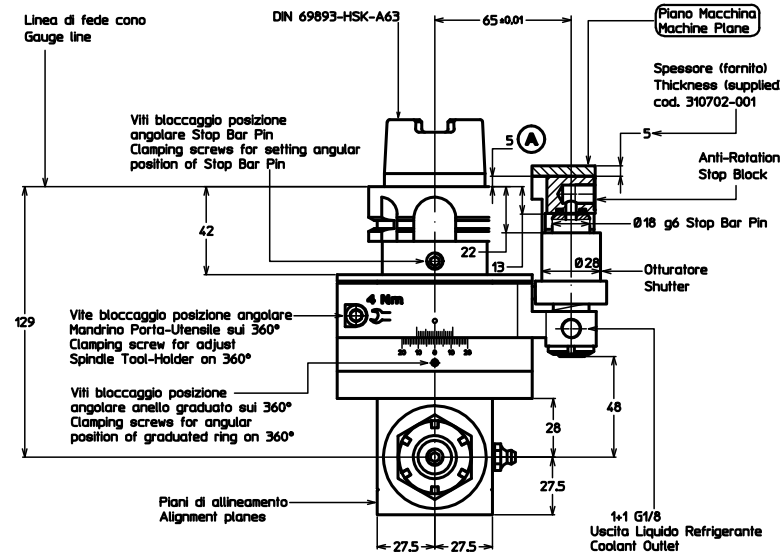 Linea di fede cono
Gauge line
DIN 69893-HSK-A63
65 ±0,01
Piano Macchina
Machine Plane
Spessore (fornito)
Thickness (supplied
cod. 310702-001
Viti bloccaggio posizione
angolare Stop Bar Pin
Clamping screws for setting angular
position of Stop Bar Pin
5 A
5
Anti-Rotation
Stop Block
42
22
13
Ø18 g6 Stop Bar Pin
Ø28
Otturatore
Shutter
129
4 Nm
Vite bloccaggio posizione angolare
Mandrino Porta-Utensile sui 360°
Clamping screw for adjust
Spindle Tool-Holder on 360°
20 10 0 10 20
Viti bloccaggio posizione
angolare anello graduato sui 360°
Clamping screws for angular
position of graduated ring on 360°
48
28
27.5
Piani di allineamento
Alignment planes
27.5 27.5
1+1 G1/8
Uscita Liquido Refrigerante
Coolant Outlet